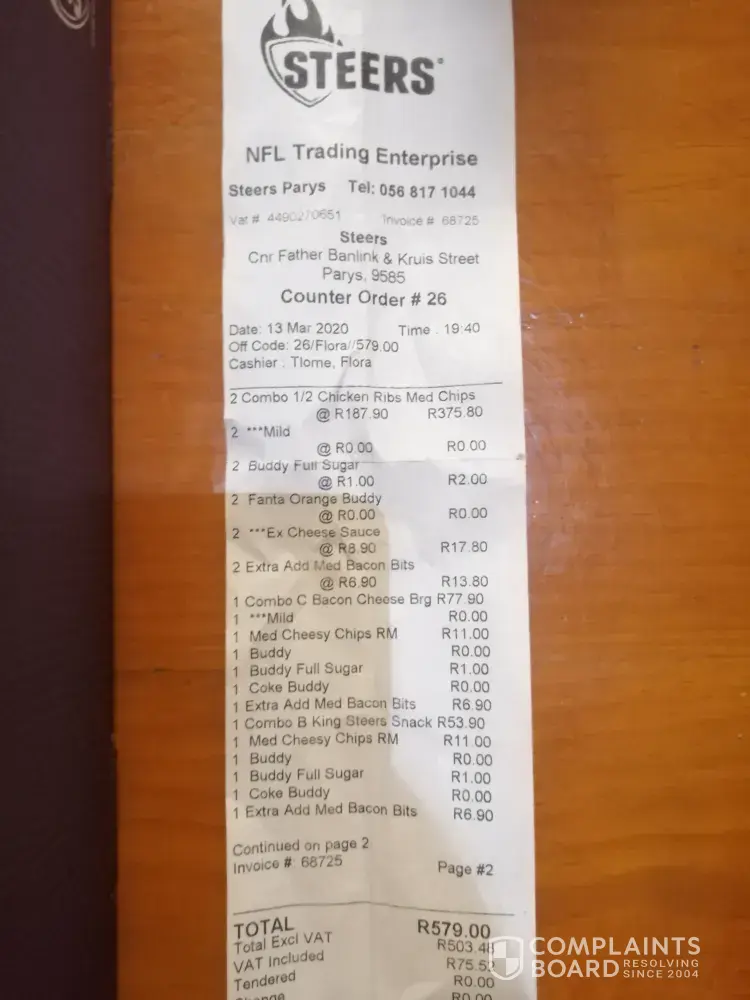 STEERS®
NFL Trading Enterprise
Steers Parys Tel: 056 817 1044
Vat # 4490270651 Invoice # 68725
Steers
Cnr Father Banlink & Kruis Street
Parys, 9585
Counter Order # 26
Date: 13 Mar 2020 Time : 19:40
Off Code: 26/Flora//579.00
Cashier : Tlome, Flora
2 Combo 1/2 Chicken Ribs Med Chips
@ R187.90 R375.80
2 ***Mild
@ R0.00 R0.00
2 Buddy Full Sugar
@ R1.00 R2.00
2 Fanta Orange Buddy
@ R0.00 R0.00
2 ***Ex Cheese Sauce
@ R8.90 R17.80
2 Extra Add Med Bacon Bits
@ R6.90 R13.80
1 Combo C Bacon Cheese Brg R77.90
1 ***Mild R0.00
1 Med Cheesy Chips RM R11.00
1 Buddy R0.00
1 Buddy Full Sugar R1.00
1 Coke Buddy R0.00
1 Extra Add Med Bacon Bits R6.90
1 Combo B King Steers Snack R53.90
1 Med Cheesy Chips RM R11.00
1 Buddy R0.00
1 Buddy Full Sugar R1.00
1 Coke Buddy R0.00
1 Extra Add Med Bacon Bits R6.90
Continued on page 2
Invoice #: 68725 Page #2
TOTAL R579.00
Total Excl VAT R503.48
VAT Included R75.52
Tendered R0.00
Change R0.00
COMPLAINTS
BOARD RESOLVING
SINCE 2004